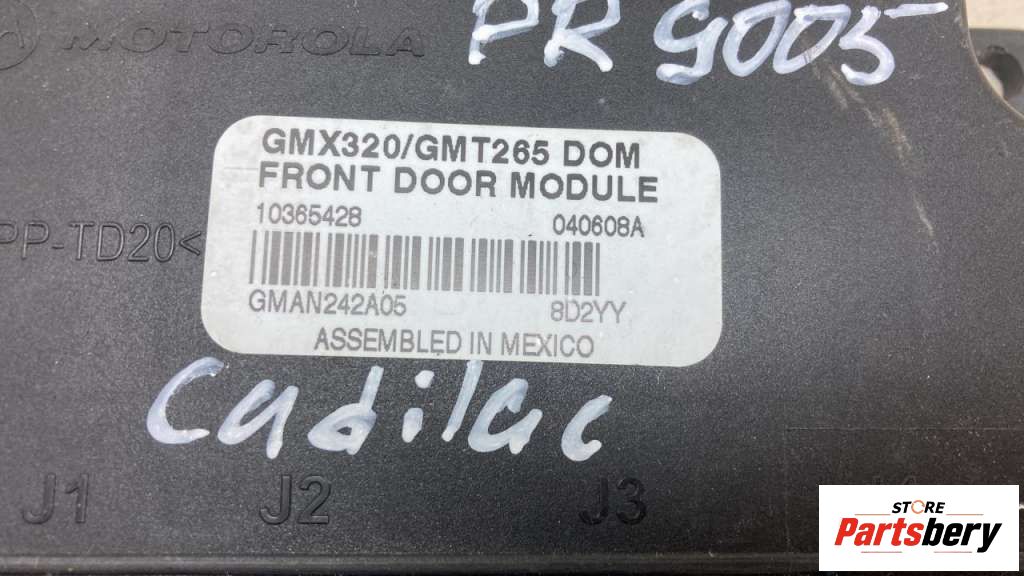 MOTOROLA
PR 9005
GMX320/GMT265 DOM
FRONT DOOR MODULE
10365428 040608A
PP-TD20<
GMAN242A05 8D2YY
ASSEMBLED IN MEXICO
Cadilac
J1 J2 J3
STORE
Partsbery